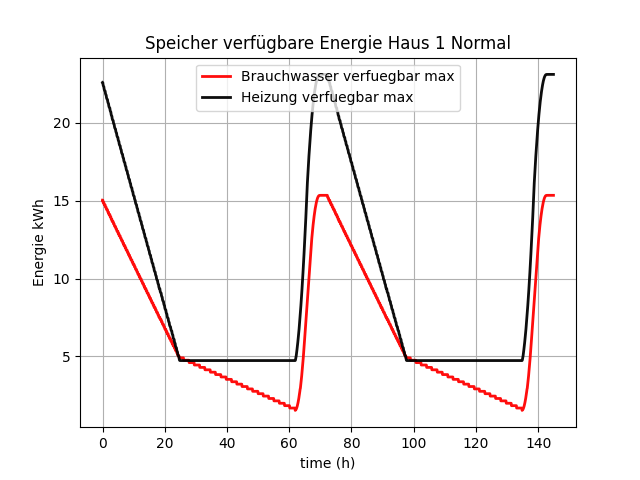 Speicher verfügbare Energie Haus 1 Normal
Brauchwasser verfuegbar max
Heizung verfuegbar max
Energie kWh
20
15
10
5
0 20 40 60 80 100 120 140
time (h)